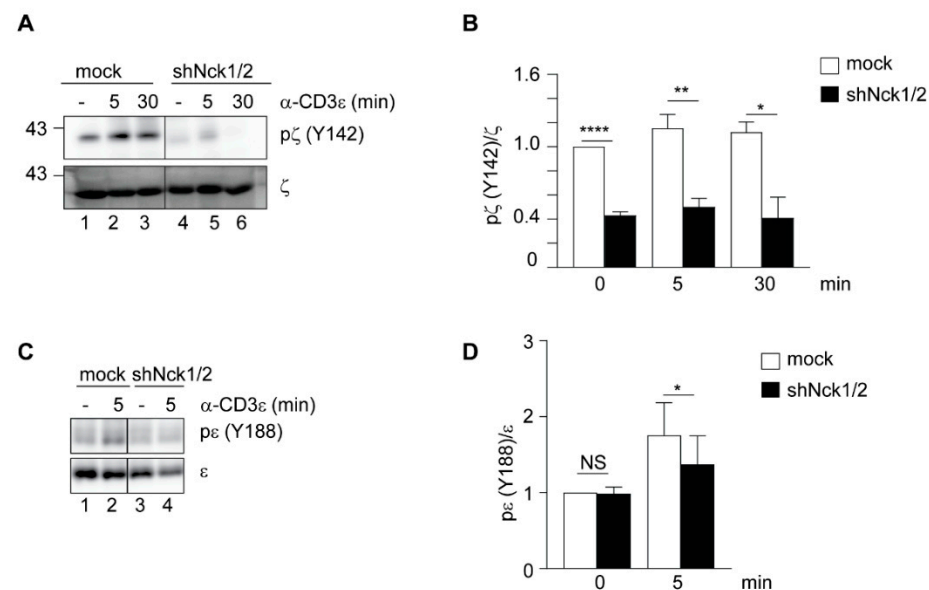 A
mock shNck1/2
- 5 30 - 5 30 α-CD3ε (min)
43
pζ (Y142)
43
ζ
1 2 3 4 5 6
B
mock
shNck1/2
pζ (Y142)/ζ
1.6
1.0
0.4
0
**** ** *
0 5 30 min
C
mock shNck1/2
- 5 - 5 α-CD3ε (min)
pε (Y188)
ε
1 2 3 4
D
mock
shNck1/2
pε (Y188)/ε
3
2
1
0
NS *
0 5 min